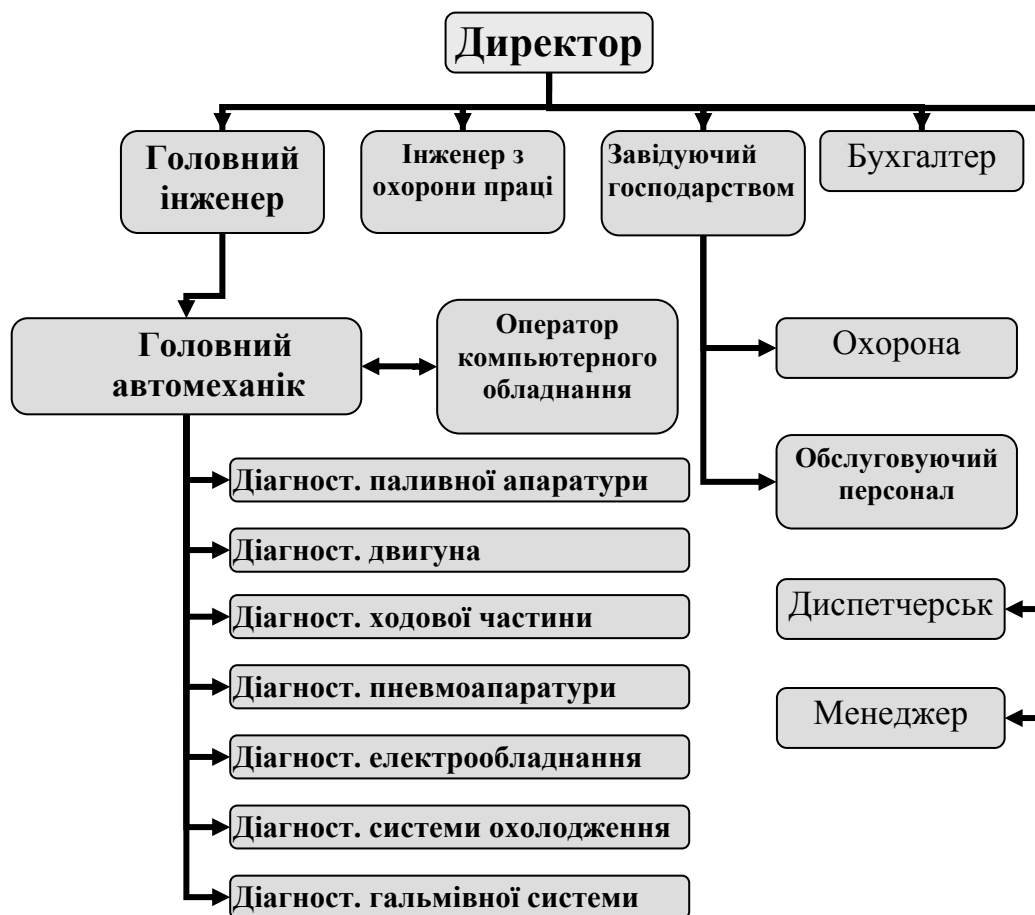 Директор
Головний
інженер
Інженер з
охорони праці
Завідуючий
господарством
Бухгалтер
Головний
автомеханік
Оператор
компьютерного
обладнання
Охорона
Обслуговуючий
персонал
Діагност. паливної апаратури
Діагност. двигуна
Діагност. ходової частини
Діагност. пневмоапаратури
Діагност. електрообладнання
Діагност. системи охолодження
Діагност. гальмівної системи
Диспетчерськ
Менеджер